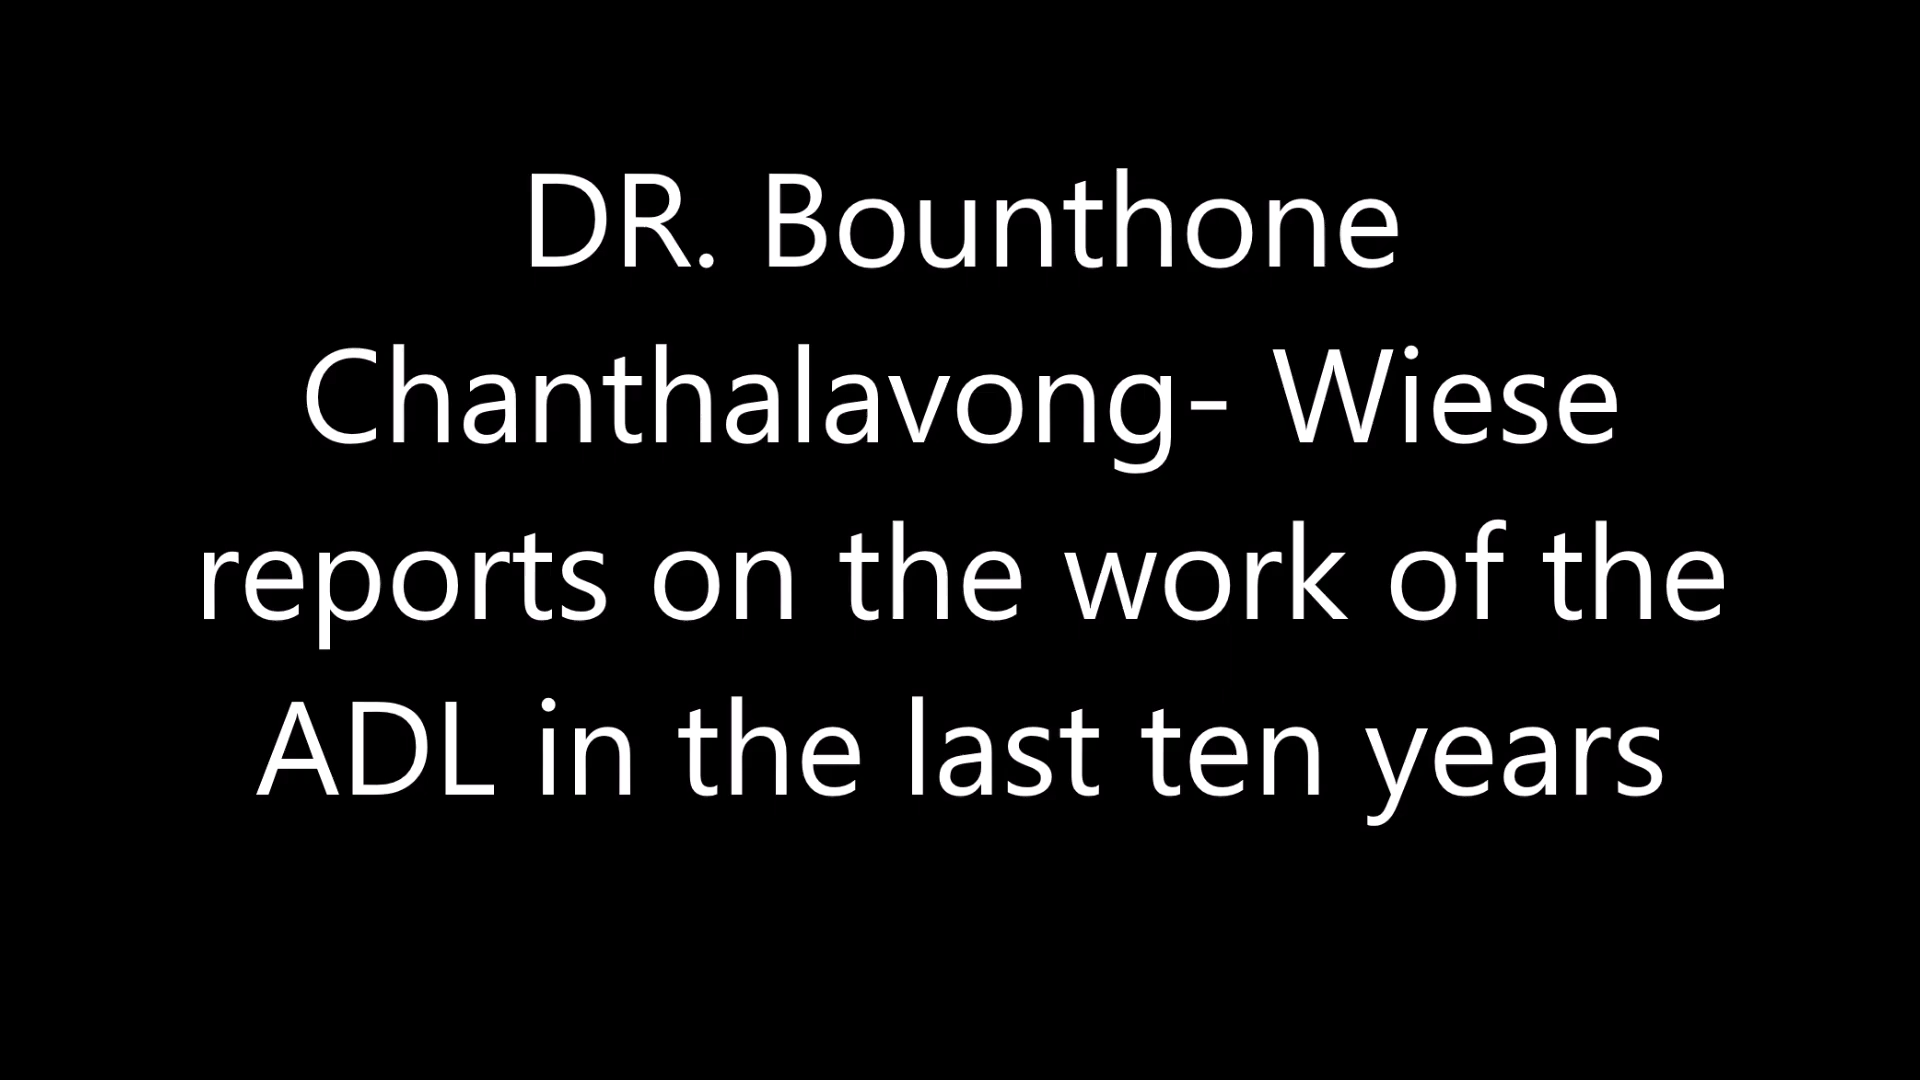 DR. Bounthone
Chanthalavong- Wiese
reports on the work of the
ADL in the last ten years